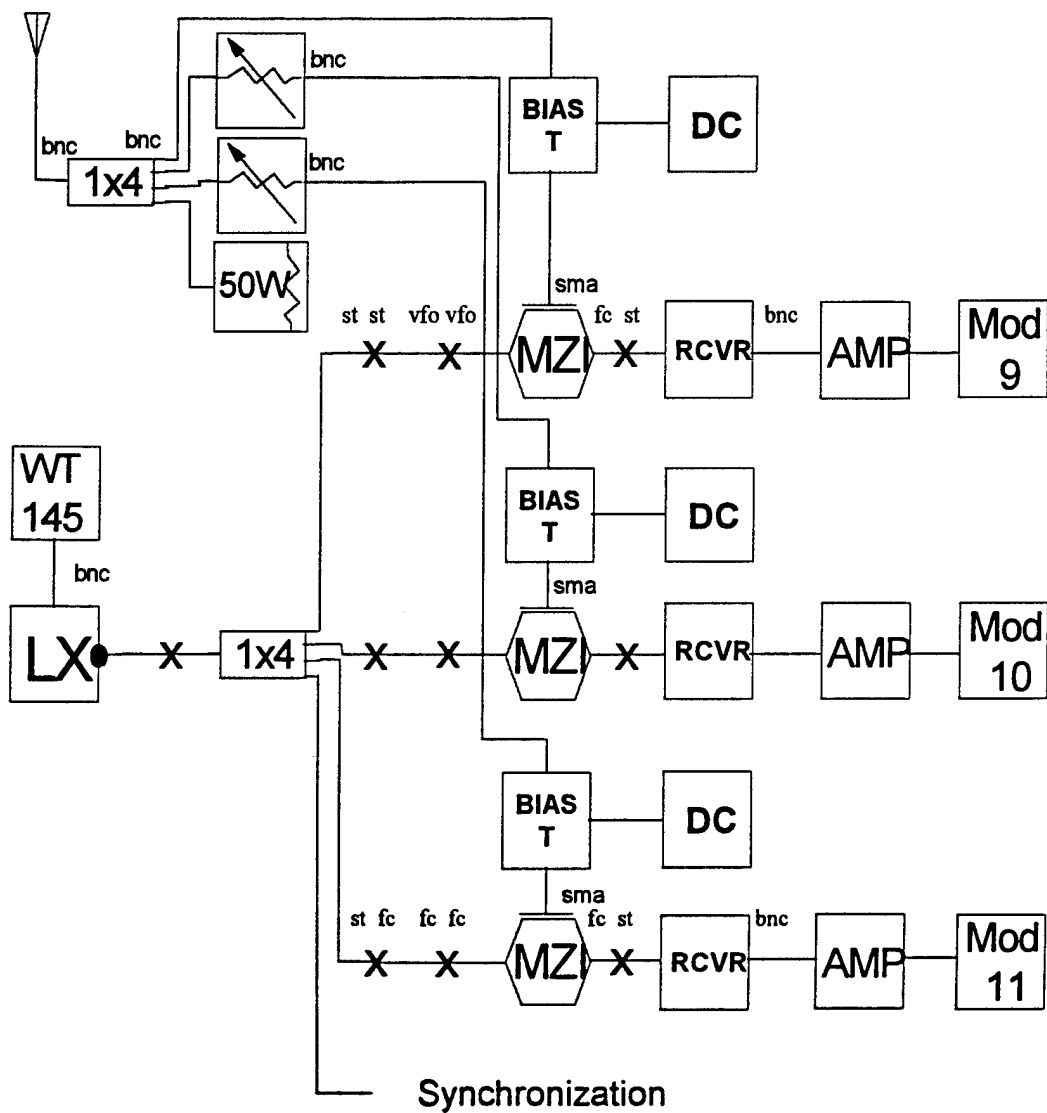 bnc
BIAS
T
DC
bnc
bnc
1x4
bnc
50W
sma
st st
vfo vfo
MZI
fc st
RCVR
bnc
AMP
Mod
9
WT
145
BIAS
T
DC
bnc
sma
LX
1x4
MZI
RCVR
AMP
Mod
10
BIAS
T
DC
sma
st fc
fc fc
MZI
fc st
RCVR
bnc
AMP
Mod
11
Synchronization